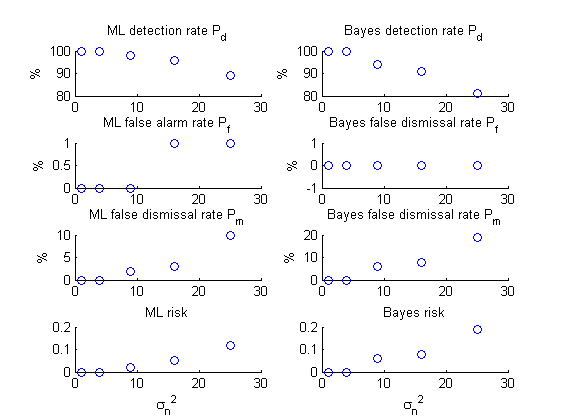 ML detection rate P_d
100
90
80
%
0 10 20 30
Bayes detection rate P_d
100
90
80
%
0 10 20 30
ML false alarm rate P_f
1
0.5
0
%
0 10 20 30
Bayes false dismissal rate P_f
1
0
-1
%
0 10 20 30
ML false dismissal rate P_m
10
5
0
%
0 10 20 30
Bayes false dismissal rate P_m
20
10
0
%
0 10 20 30
ML risk
0.2
0.1
0
0 10 20 30
σ_n^2
Bayes risk
0.2
0.1
0
0 10 20 30
σ_n^2